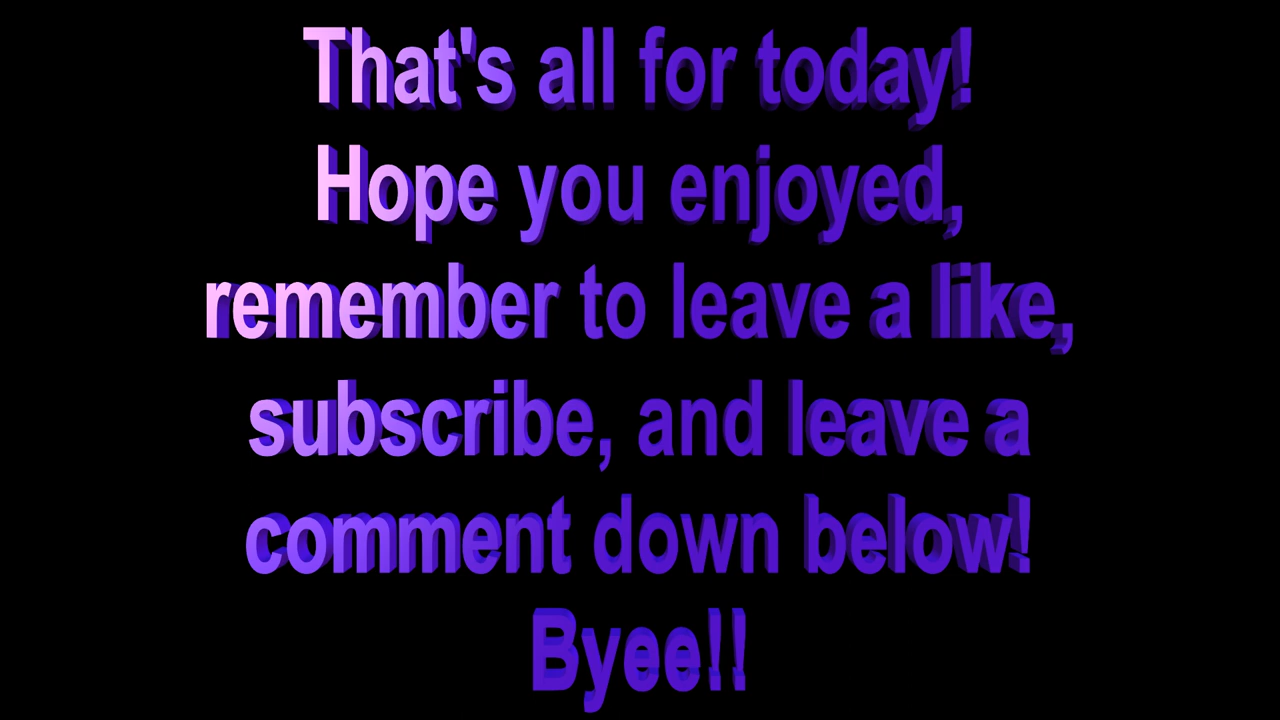 That's all for today!
Hope you enjoyed,
remember to leave a like,
subscribe, and leave a
comment down below!
Byee!!